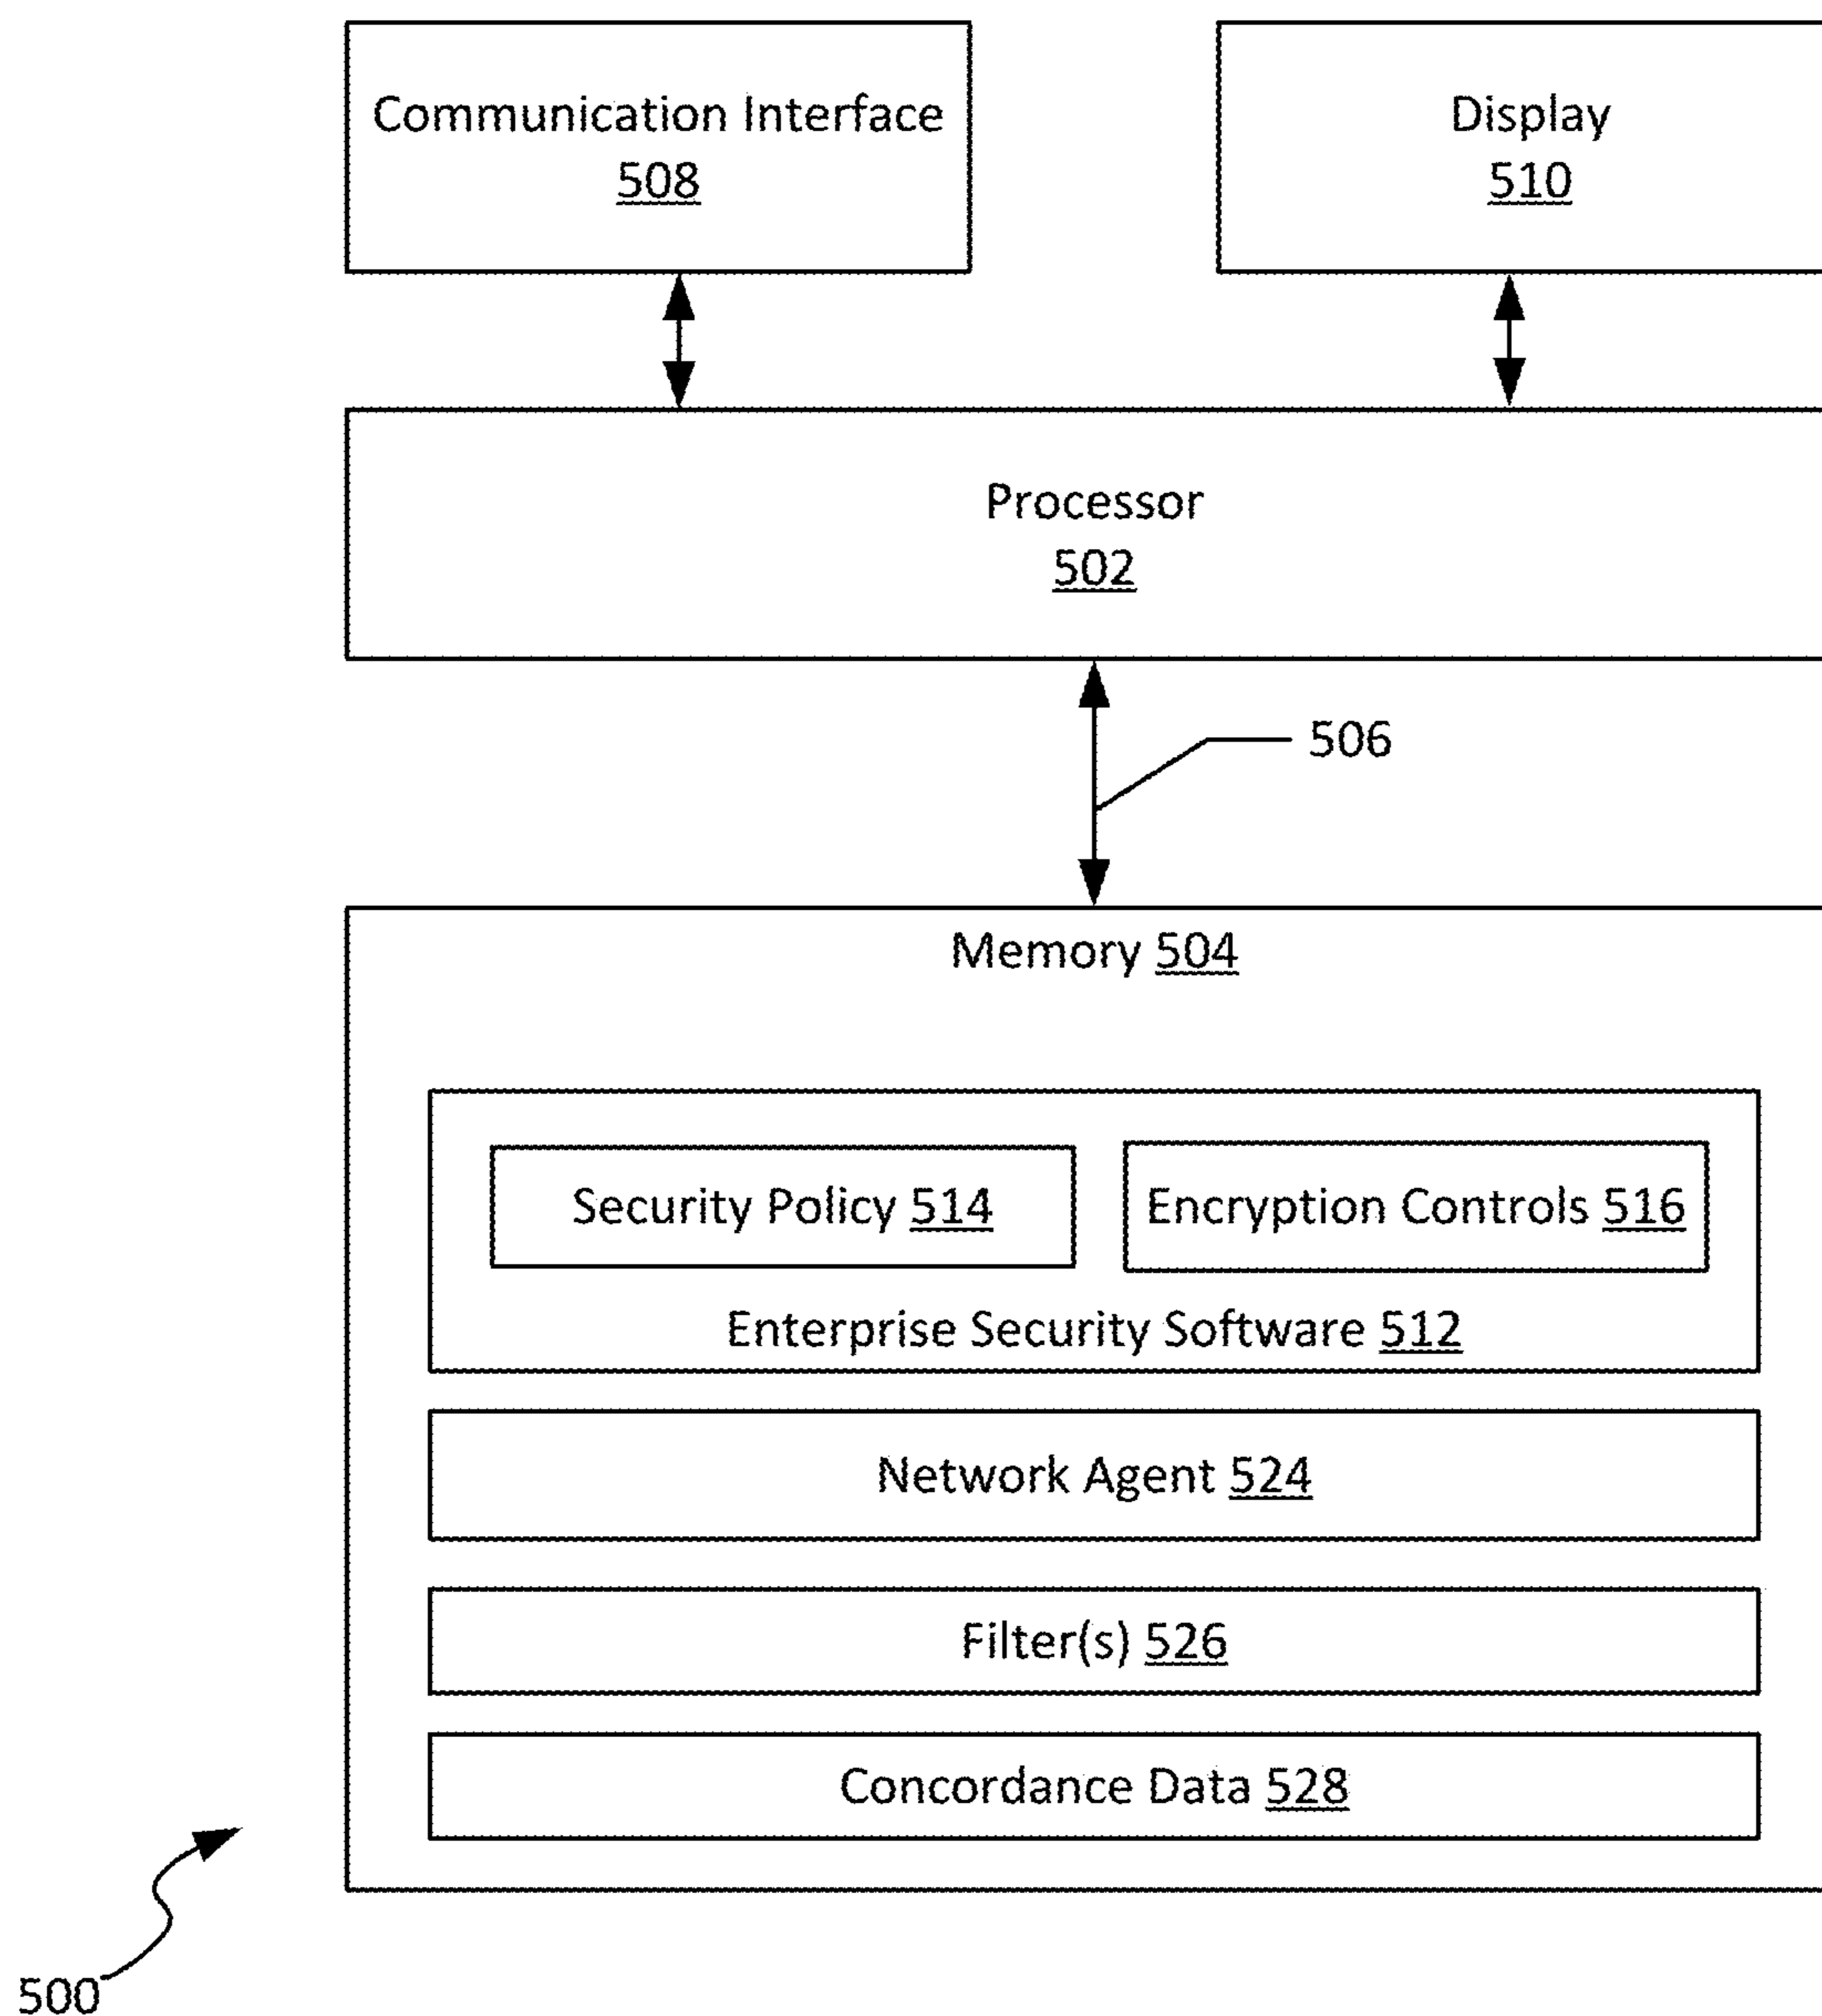 Communication Interface
508
Display
510
Processor
502
506
Memory 504
Security Policy 514
Encryption Controls 516
Enterprise Security Software 512
Network Agent 524
Filter(s) 526
Concordance Data 528
500